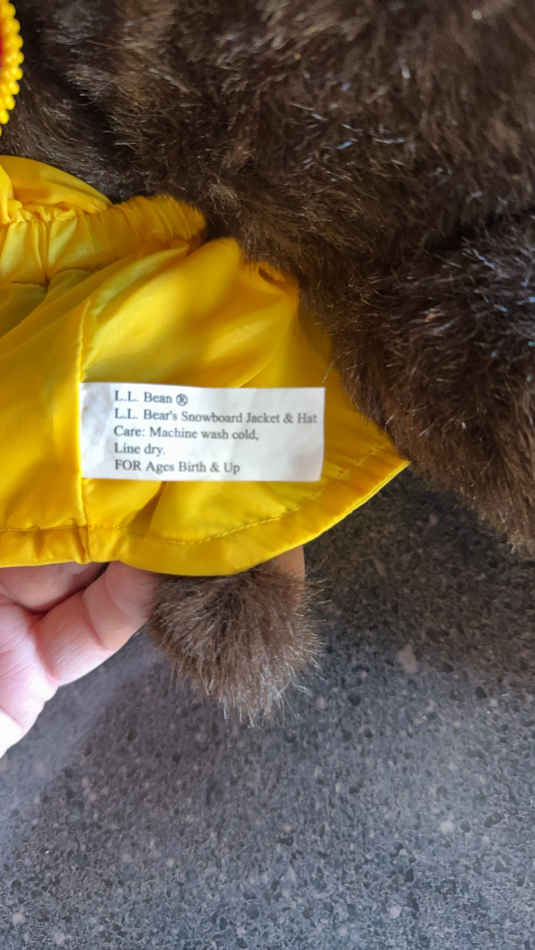 L.L. Bean ®
L.L. Bear's Snowboard Jacket & Hat
Care: Machine wash cold,
Line dry.
FOR Ages Birth & Up